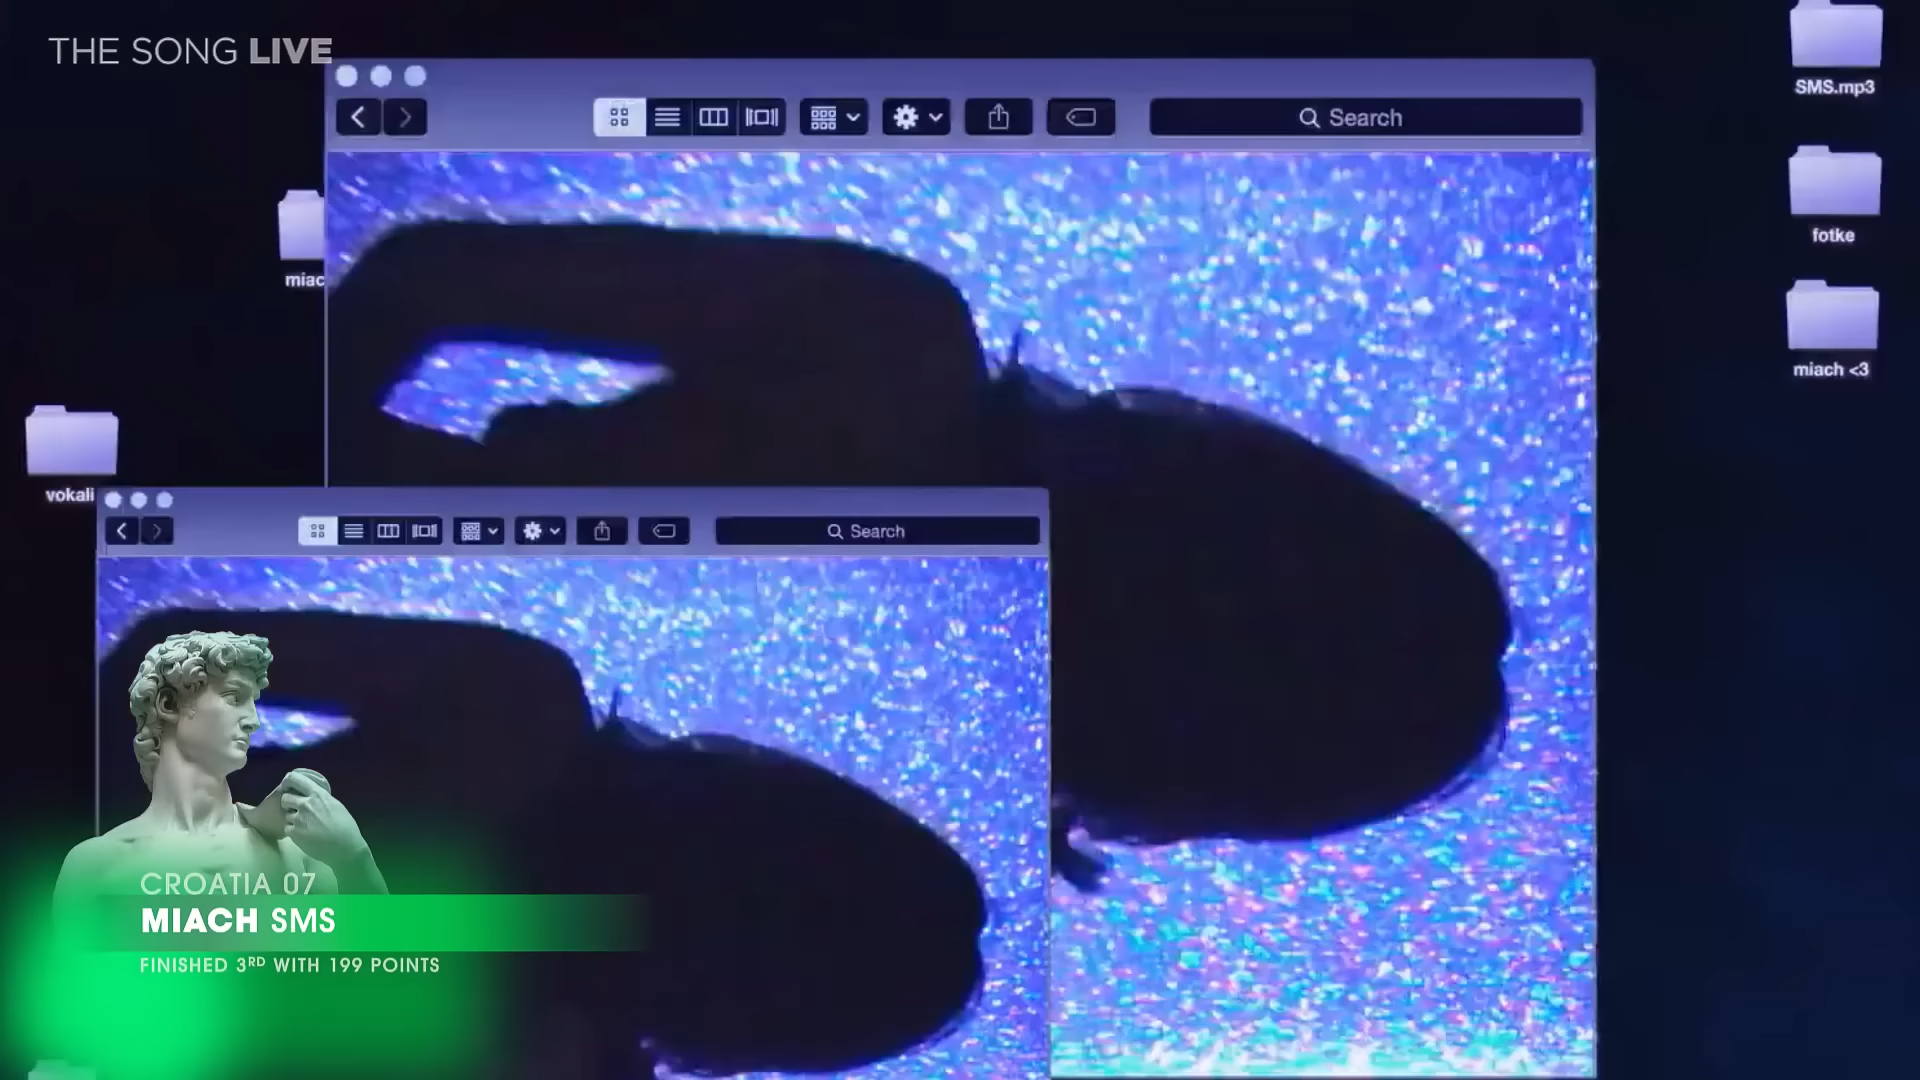 THE SONG LIVE
SMS.mp3
Search
fotke
miac
miach <3
vokali
Search
CROATIA 07
MIACH SMS
FINISHED 3RD WITH 199 POINTS